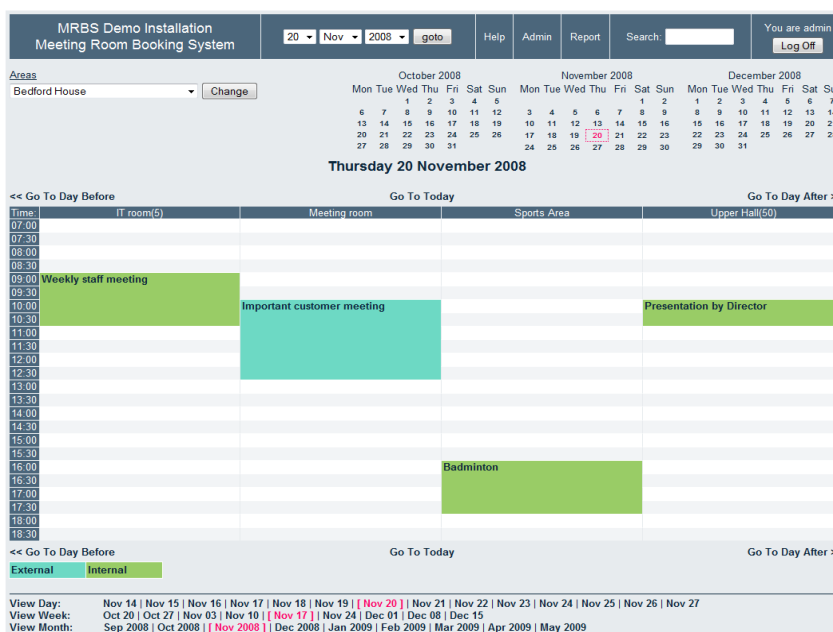 MRBS Demo Installation
Meeting Room Booking System
20 Nov 2008 goto
Help
Admin
Report
Search:
You are admin
Log Off
Areas
Bedford House Change
October 2008
Mon Tue Wed Thu Fri Sat Sun
1 2 3 4 5
6 7 8 9 10 11 12
13 14 15 16 17 18 19
20 21 22 23 24 25 26
27 28 29 30 31
November 2008
Mon Tue Wed Thu Fri Sat Sun
1 2
3 4 5 6 7 8 9
10 11 12 13 14 15 16
17 18 19 20 21 22 23
24 25 26 27 28 29 30
December 2008
Mon Tue Wed Thu Fri Sat
1 2 3 4 5 6 7
8 9 10 11 12 13
15 16 17 18 19 20
22 23 24 25 26 27
29 30 31
Thursday 20 November 2008
<< Go To Day Before Go To Today Go To Day After >
Time: IT room(5) Meeting room Sports Area Upper Hall(50)
07:00
07:30
08:00
08:30
09:00 Weekly staff meeting
09:30
10:00 Important customer meeting Presentation by Director
10:30
11:00
11:30
12:00
12:30
13:00
13:30
14:00
14:30
15:00
15:30
16:00 Badminton
16:30
17:00
17:30
18:00
18:30
<< Go To Day Before Go To Today Go To Day After >
External Internal
View Day: Nov 14 | Nov 15 | Nov 16 | Nov 17 | Nov 18 | Nov 19 | [ Nov 20 ] | Nov 21 | Nov 22 | Nov 23 | Nov 24 | Nov 25 | Nov 26 | Nov 27
View Week: Oct 20 | Oct 27 | Nov 03 | Nov 10 | [ Nov 17 ] | Nov 24 | Dec 01 | Dec 08 | Dec 15
View Month: Sep 2008 | Oct 2008 | [ Nov 2008 ] | Dec 2008 | Jan 2009 | Feb 2009 | Mar 2009 | Apr 2009 | May 2009